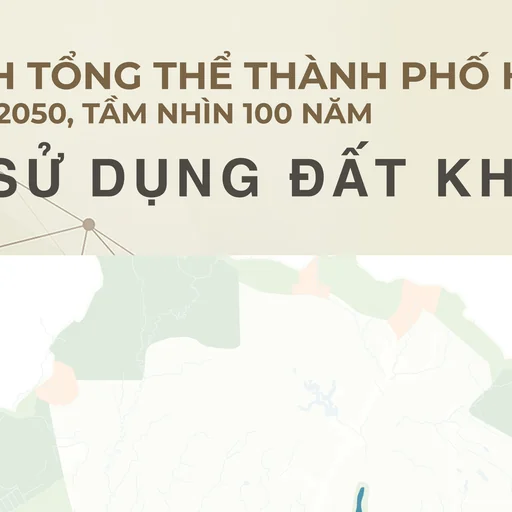 H TỔNG THỂ THÀNH PHỐ H
2050, TẦM NHÌN 100 NĂM
SỬ DỤNG ĐẤT KH